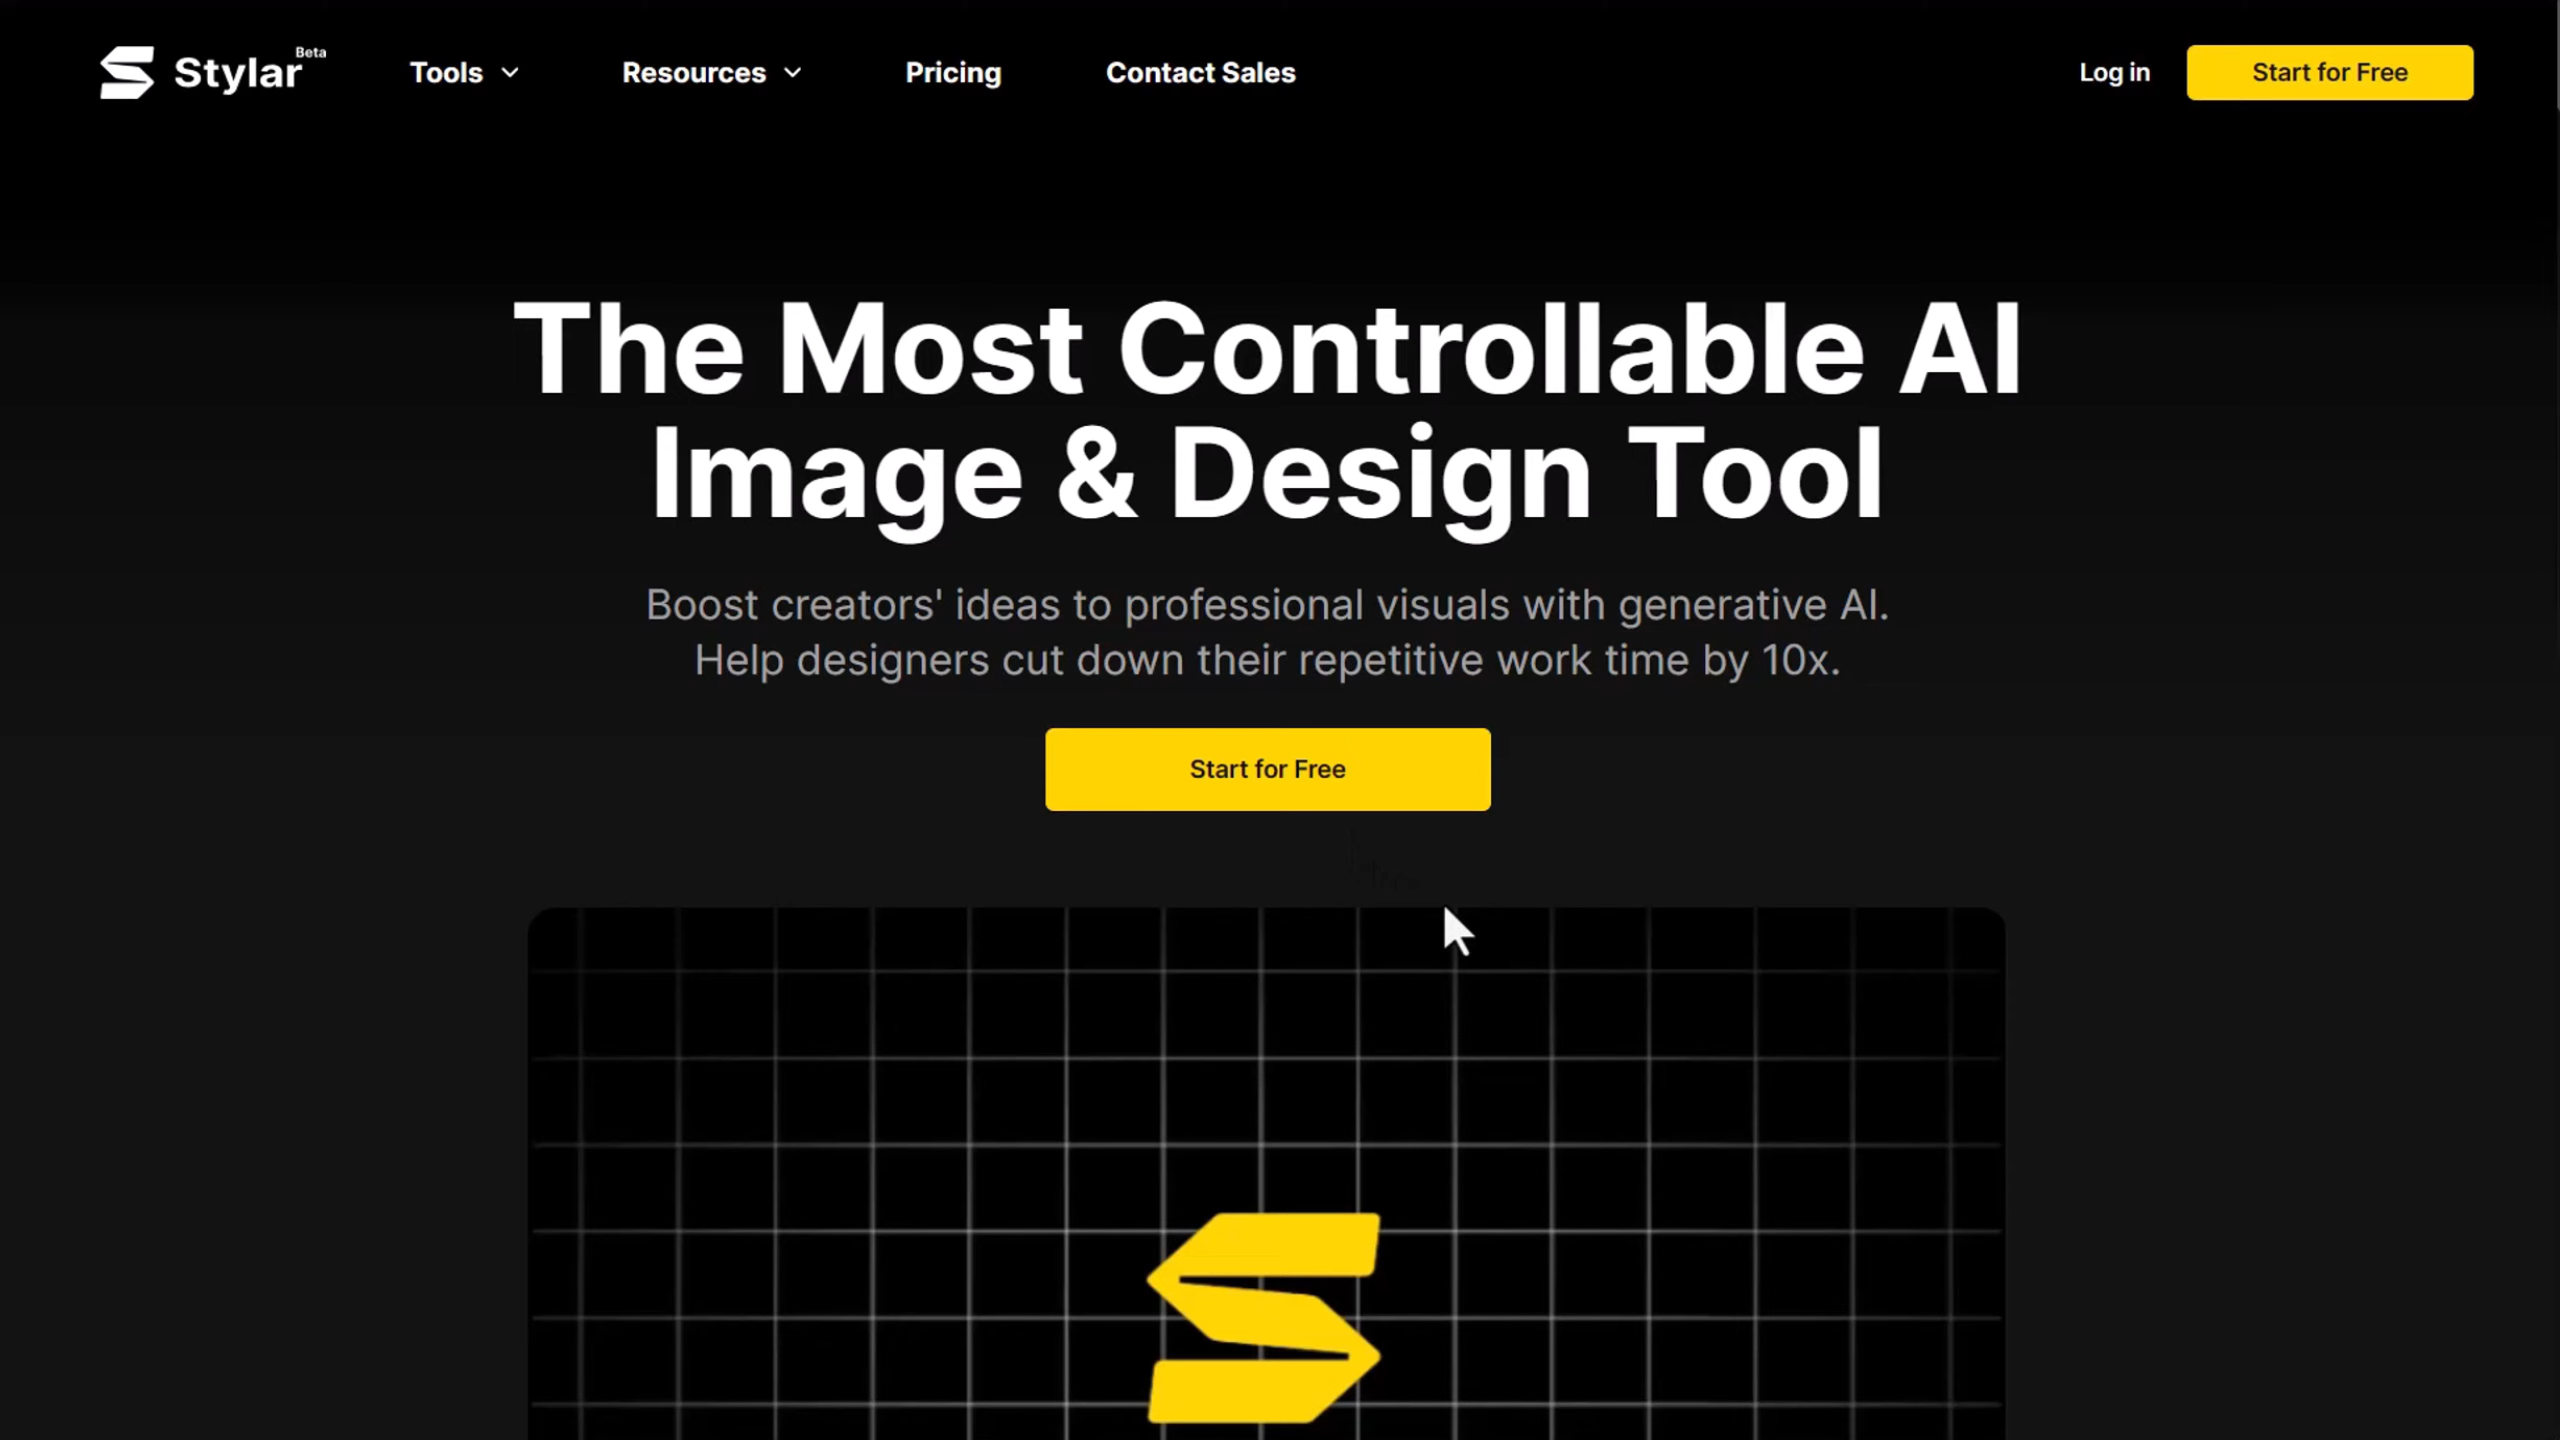 Stylar Beta
Tools
Resources
Pricing
Contact Sales
Log in
Start for Free
The Most Controllable AI
Image & Design Tool
Boost creators' ideas to professional visuals with generative AI.
Help designers cut down their repetitive work time by 10x.
Start for Free